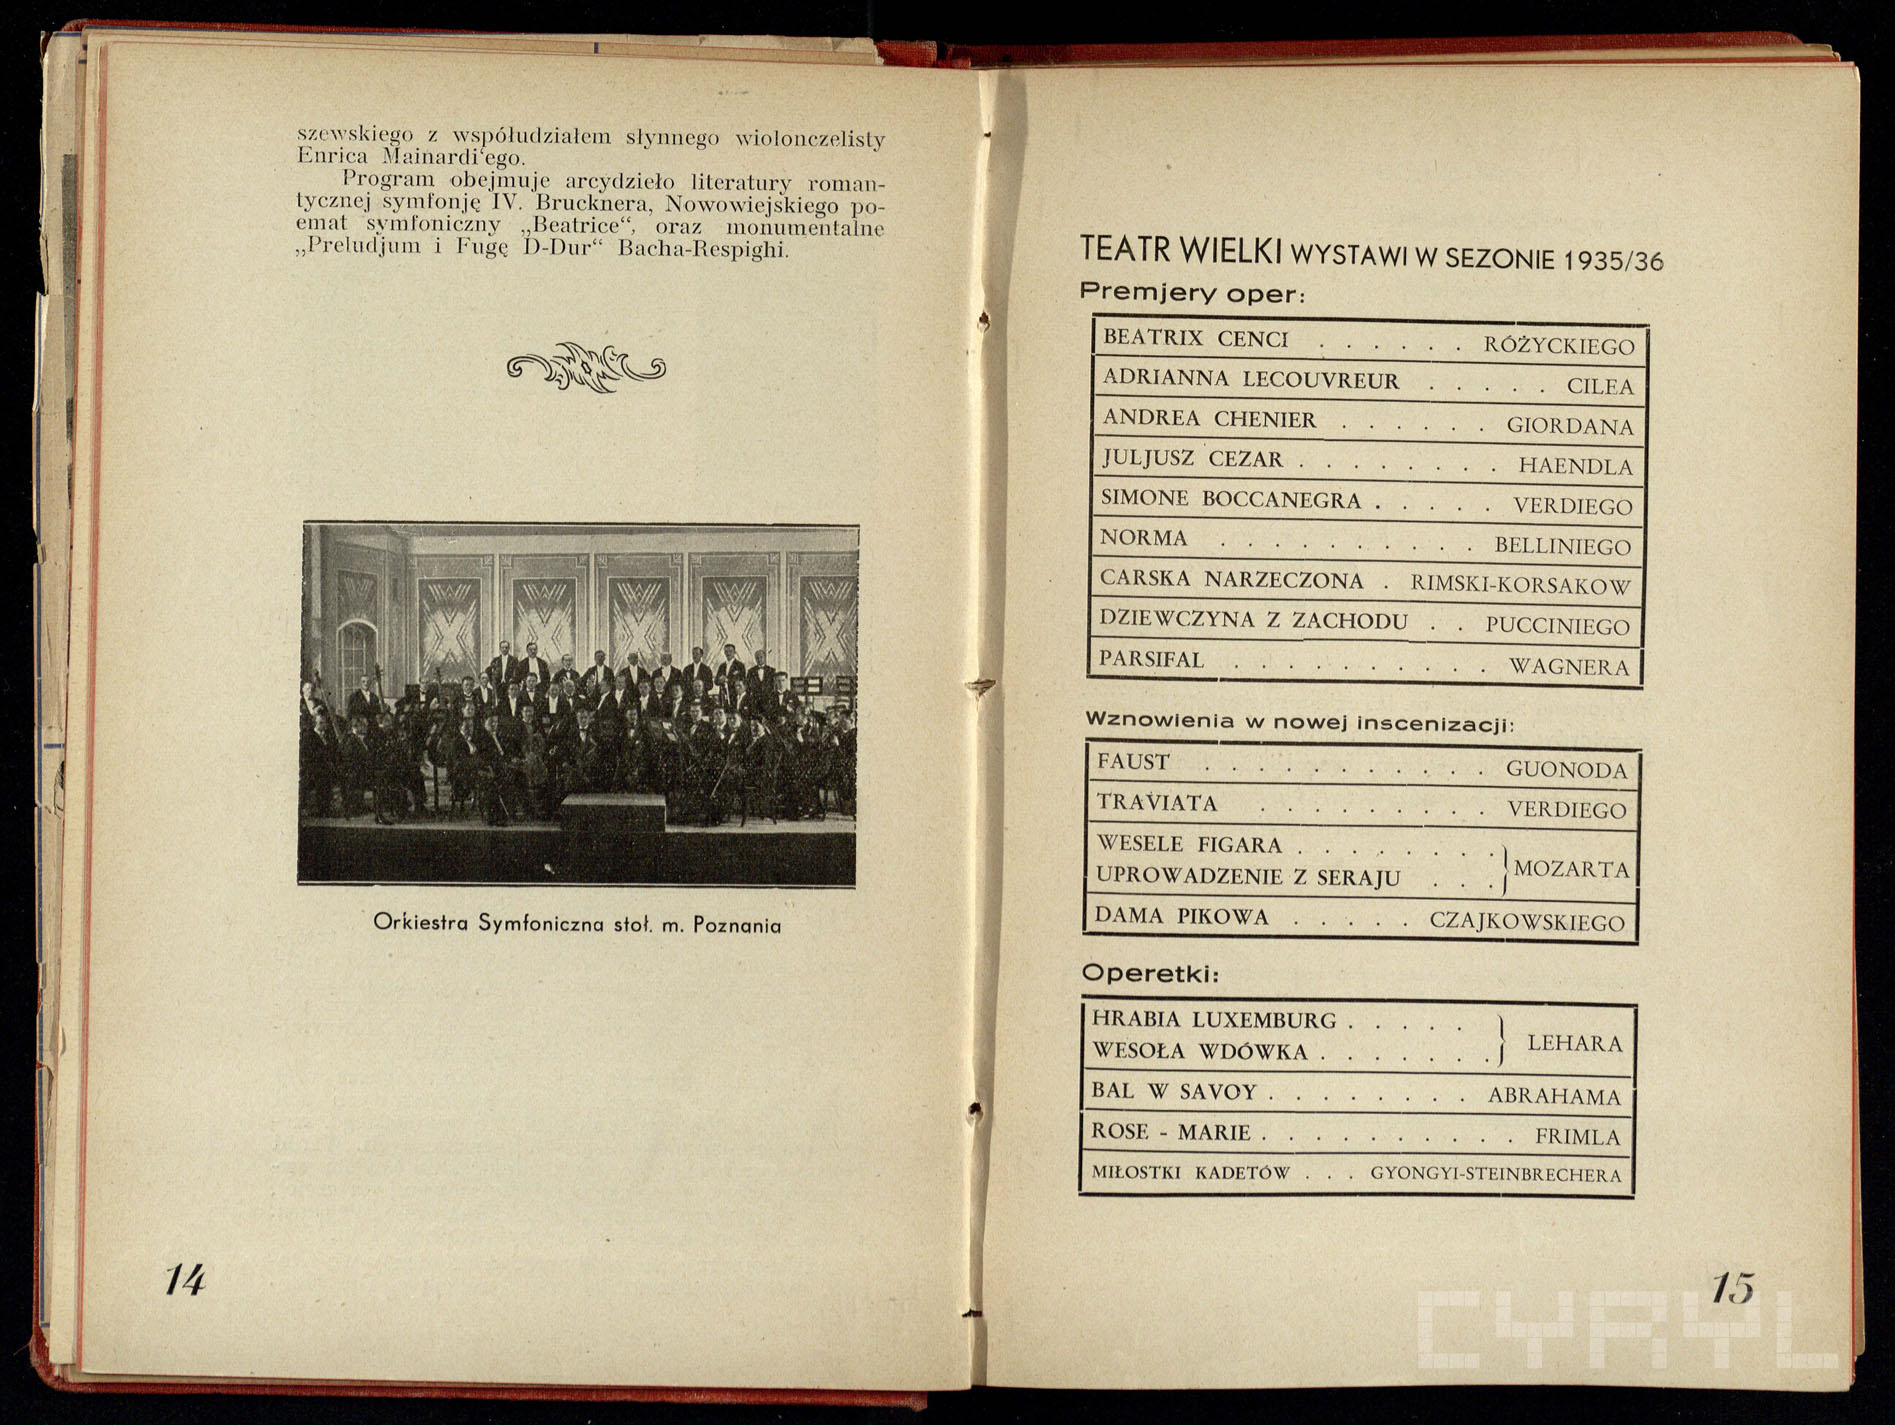 szewskiego z współudziałem słynnego wiolonczelisty
Enrica Mainardi‘ego.
Program obejmuje arcydzieło literatury roman-
tycznej symfonję IV. Brucknera, Nowowiejskiego po-
emat symfoniczny „Beatrice“, oraz monumentalne
„Preludjum i Fugę D-Dur“ Bacha-Respighi.
Orkiestra Symfoniczna stoł. m. Poznania
14
TEATR WIELKI WYSTAWI W SEZONIE 1935/36
Premjery oper:
BEATRIX CENCI . . . . . . RÓŻYCKIEGO
ADRIANNA LECOUVREUR . . . . . CILEA
ANDREA CHENIER . . . . . . GIORDANA
JULJUSZ CEZAR . . . . . . . . HAENDLA
SIMONE BOCCANEGRA . . . . . VERDIEGO
NORMA . . . . . . . . . . BELLINIEGO
CARSKA NARZECZONA . RIMSKI-KORSAKOW
DZIEWCZYNA Z ZACHODU . . PUCCINIEGO
PARSIFAL . . . . . . . . . . WAGNERA
Wznowienia w nowej inscenizacji:
FAUST . . . . . . . . . . . GUONODA
TRAVIATA . . . . . . . . . VERDIEGO
WESELE FIGARA . . . . . . . .
UPROWADZENIE Z SERAJU . . . } MOZARTA
DAMA PIKOWA . . . . . CZAJKOWSKIEGO
Operetki:
HRABIA LUXEMBURG . . . . .
WESOŁA WDÓWKA . . . . . . . } LEHARA
BAL W SAVOY . . . . . . . . ABRAHAMA
ROSE - MARIE . . . . . . . . . . FRIMLA
MIŁOSTKI KADETÓW . . . GYONGYI-STEINBRECHERA
15
CYRYL